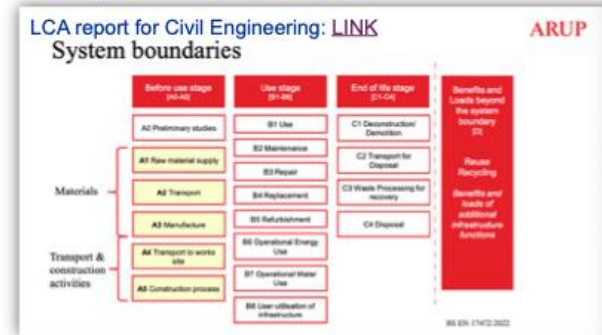 LCA report for Civil Engineering: LINK
ARUP
System boundaries
Before use stage
[A0-A5]
A0 Preliminary studies
A1 Raw material supply
A2 Transport
A3 Manufacture
A4 Transport to works
site
A5 Construction process
Materials
Transport &
construction
activities
Use stage
[B1-B8]
B1 Use
B2 Maintenance
B3 Repair
B4 Replacement
B5 Refurbishment
B6 Operational Energy
Use
B7 Operational Water
Use
B8 User utilisation of
infrastructure
End of life stage
[C1-C4]
C1 Deconstruction/
Demolition
C2 Transport for
Disposal
C3 Waste Processing for
recovery
C4 Disposal
Benefits and
Loads beyond
the system
boundary
[D]
Reuse
Recycling
Benefits and
loads of
additional
infrastructure
functions
BS EN 17472:2022